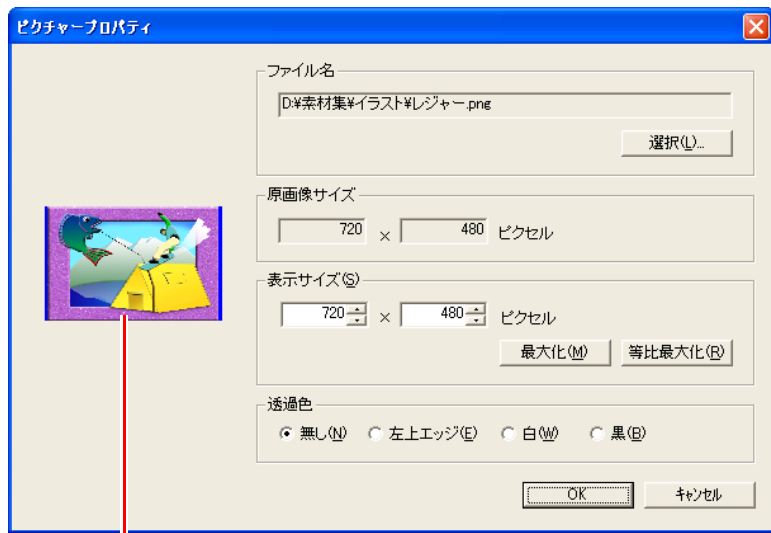 ピクチャープロパティ
ファイル名
D:¥素材集¥イラスト¥レジャー.png
選択(L)...
原画像サイズ
720 × 480 ピクセル
表示サイズ(S)
720 × 480 ピクセル
最大化(M) 等比最大化(R)
透過色
無し(N) 左上エッジ(E) 白(W) 黒(B)
OK キャンセル